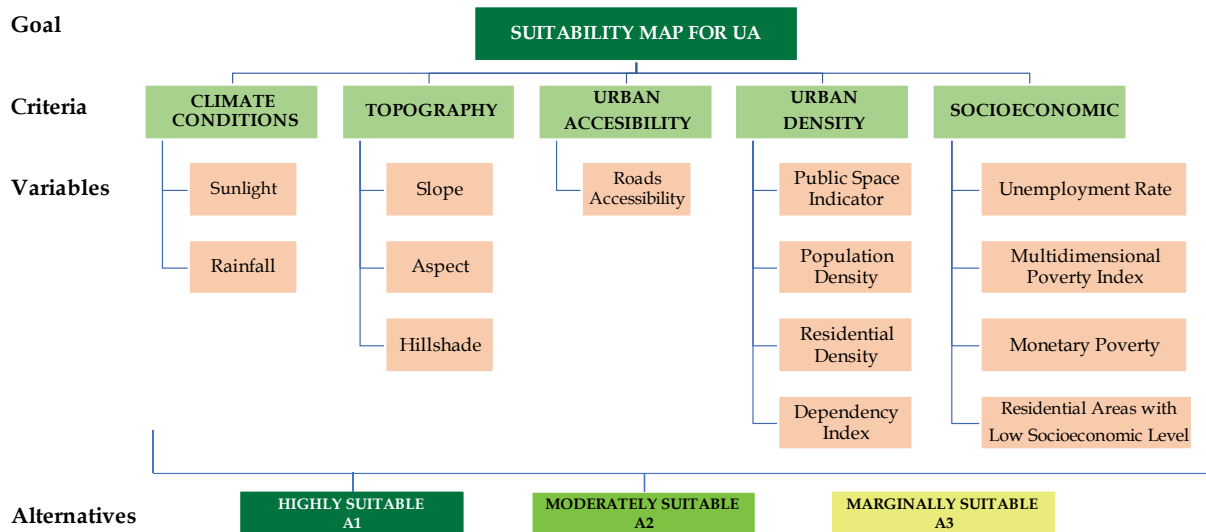 Goal
SUITABILITY MAP FOR UA
Criteria
CLIMATE
CONDITIONS
TOPOGRAPHY
URBAN
ACCESIBILITY
URBAN
DENSITY
SOCIOECONOMIC
Variables
Sunlight
Slope
Roads
Accessibility
Public Space
Indicator
Unemployment Rate
Rainfall
Aspect
Population
Density
Multidimensional
Poverty Index
Hillshade
Residential
Density
Monetary Poverty
Dependency
Index
Residential Areas with
Low Socioeconomic Level
Alternatives
HIGHLY SUITABLE
A1
MODERATELY SUITABLE
A2
MARGINALLY SUITABLE
A3